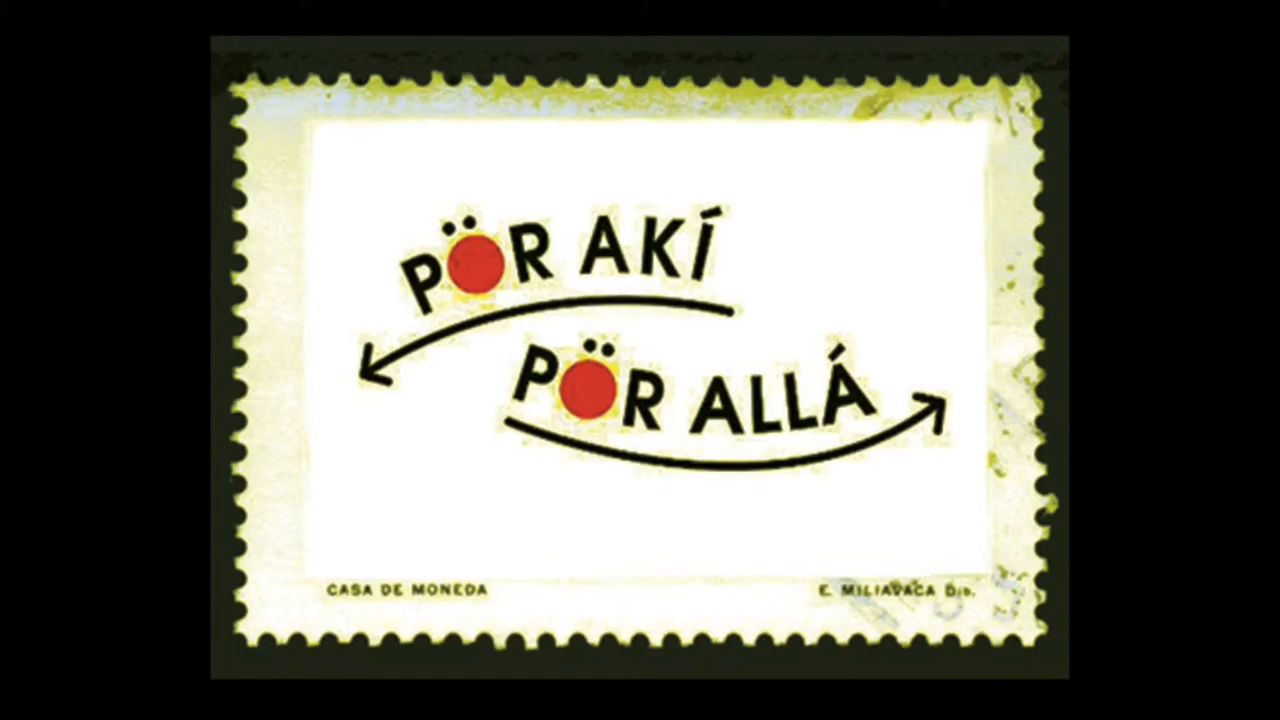 PÖR AKÍ
PÖR ALLÁ
CASA DE MONEDA
E. MILIAVACA DIB.